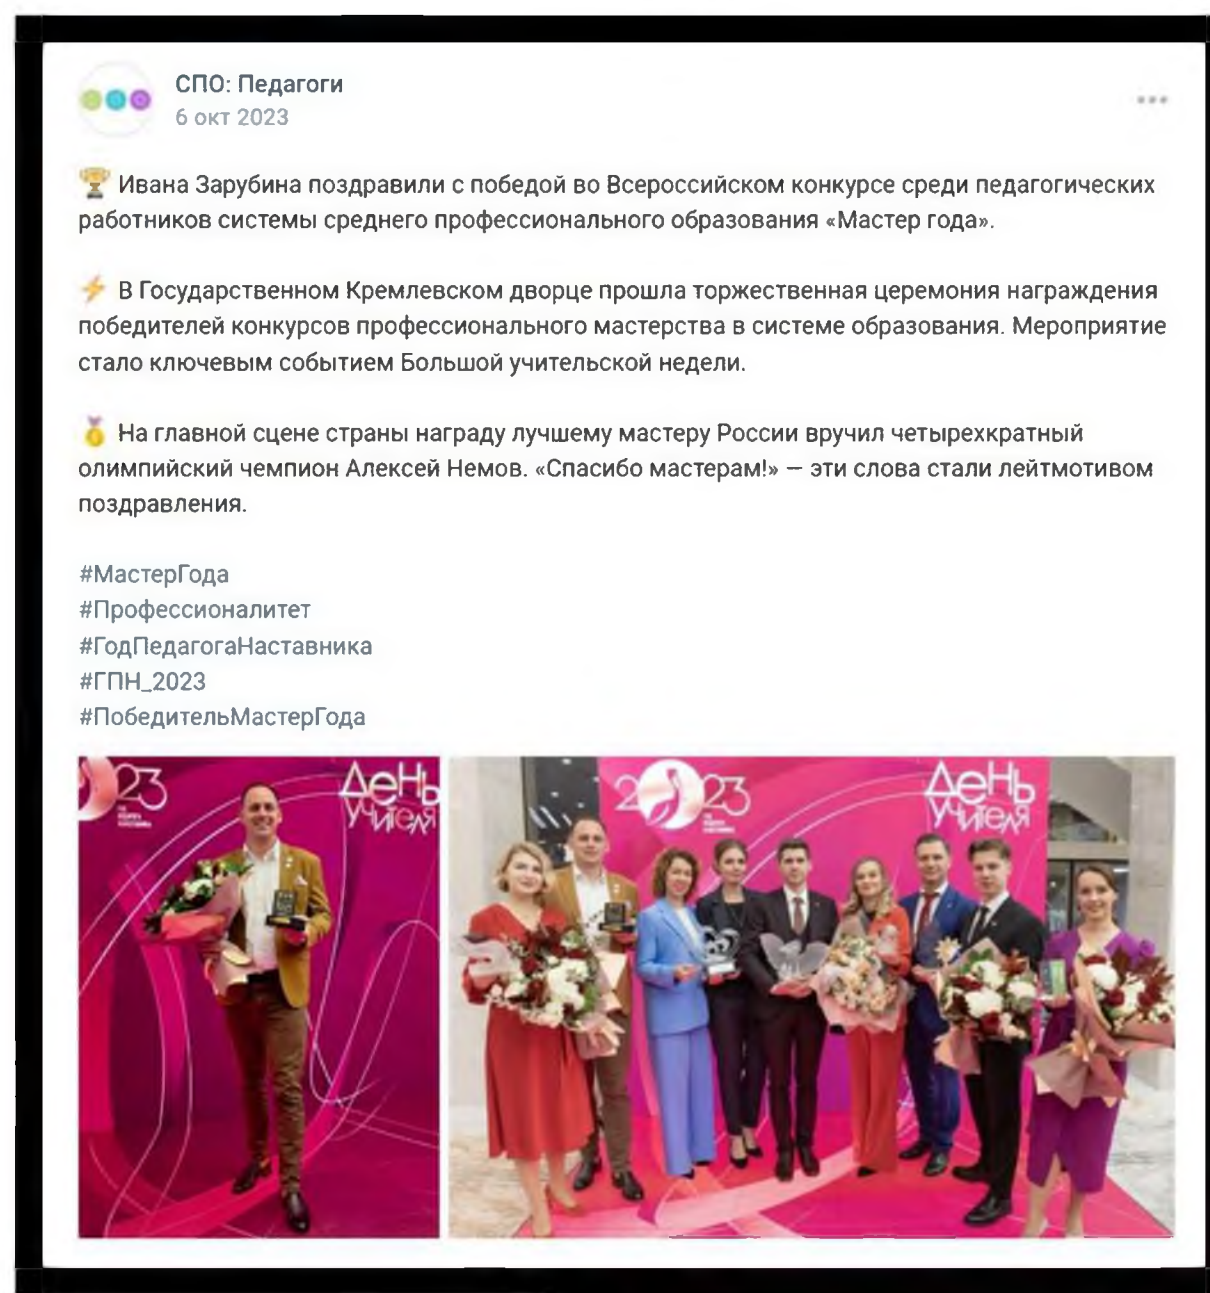 СПО: Педагоги
6 окт 2023
🏆 Ивана Зарубина поздравили с победой во Всероссийском конкурсе среди педагогических
работников системы среднего профессионального образования «Мастер года».
⚡ В Государственном Кремлевском дворце прошла торжественная церемония награждения
победителей конкурсов профессионального мастерства в системе образования. Мероприятие
стало ключевым событием Большой учительской недели.
🏅 На главной сцене страны награду лучшему мастеру России вручил четырехкратный
олимпийский чемпион Алексей Немов. «Спасибо мастерам!» — эти слова стали лейтмотивом
поздравления.
#МастерГода
#Профессионалитет
#ГодПедагогаНаставника
#ГПН_2023
#ПобедительМастерГода
23
ДЕНЬ
УЧИТЕЛЯ
2023
ДЕНЬ
УЧИТЕЛЯ